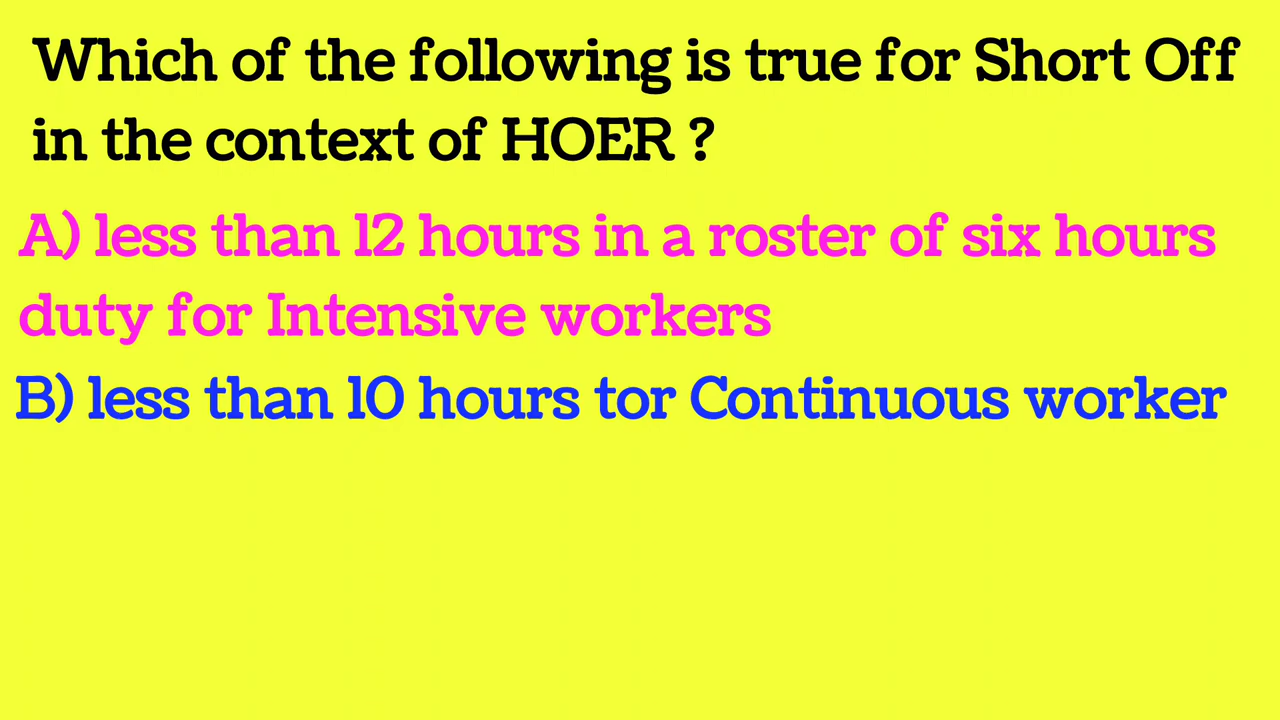 Which of the following is true for Short Off
in the context of HOER ?
A) less than 12 hours in a roster of six hours
duty for Intensive workers
B) less than 10 hours tor Continuous worker